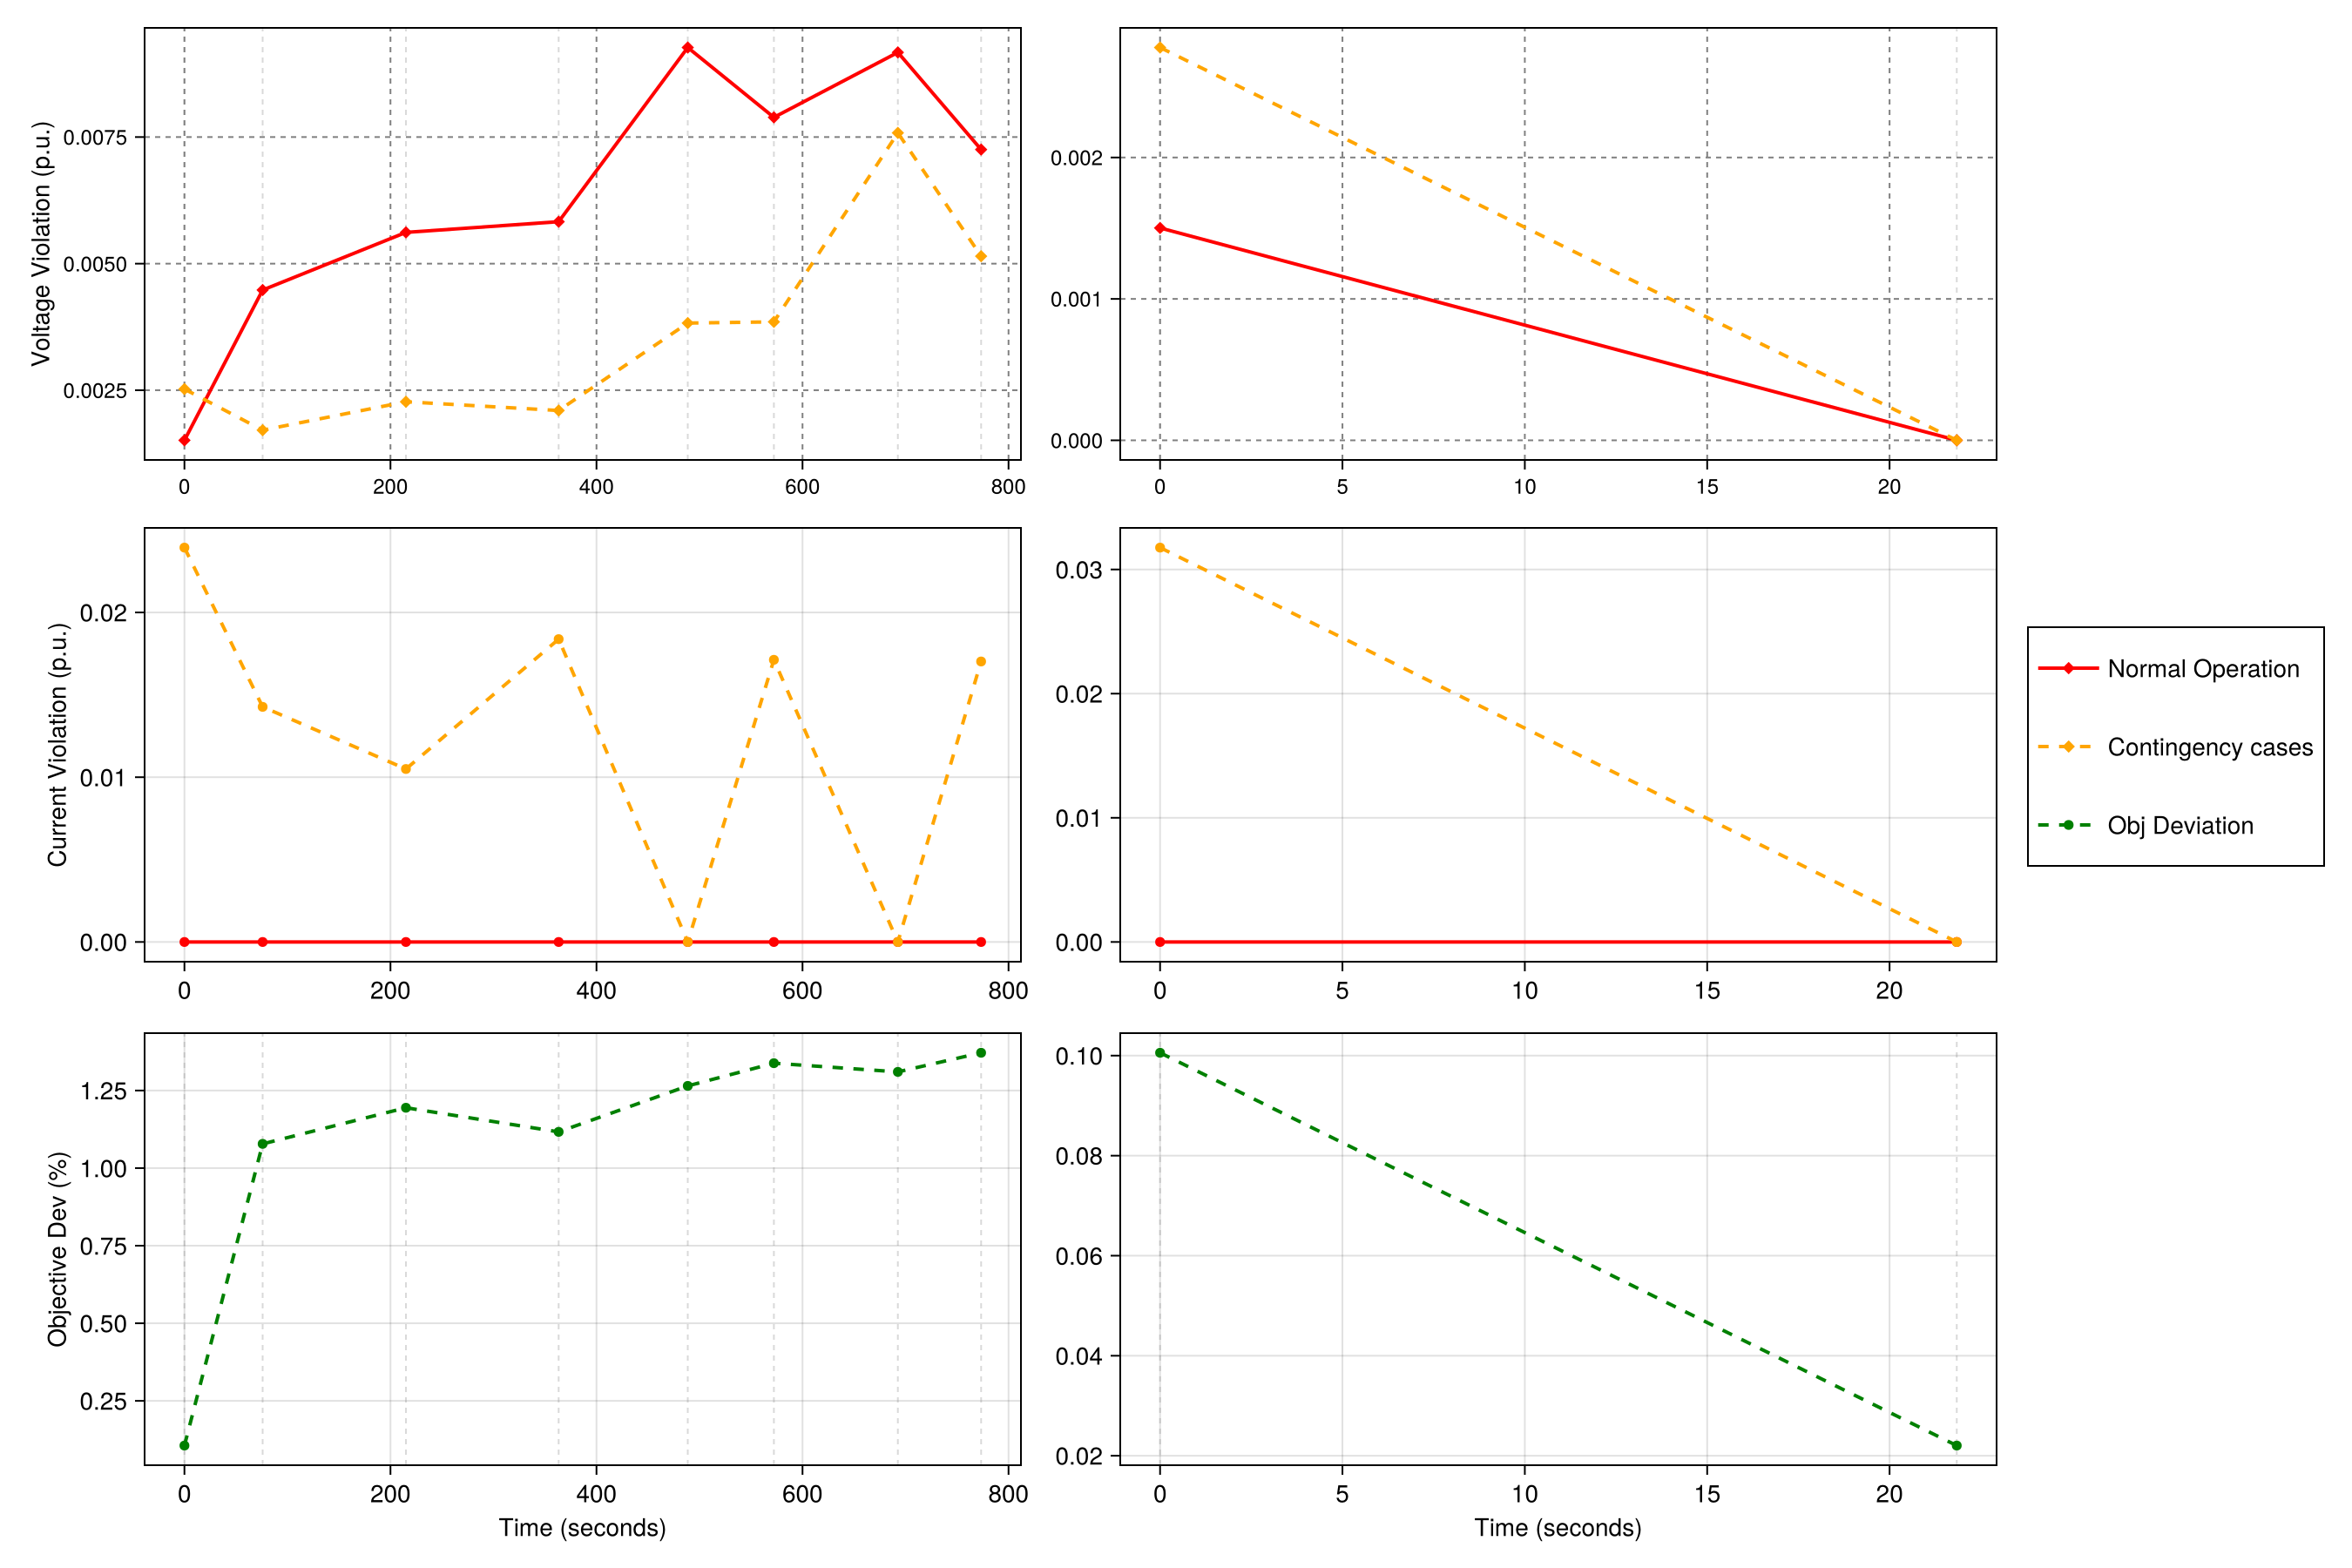 Voltage Violation (p.u.)
0.0075
0.0050
0.0025
0 200 400 600 800
0.002
0.001
0.000
0 5 10 15 20
Current Violation (p.u.)
0.02
0.01
0.00
0 200 400 600 800
0.03
0.02
0.01
0.00
0 5 10 15 20
Normal Operation
Contingency cases
Obj Deviation
Objective Dev (%)
1.25
1.00
0.75
0.50
0.25
0 200 400 600 800
Time (seconds)
0.10
0.08
0.06
0.04
0.02
0 5 10 15 20
Time (seconds)